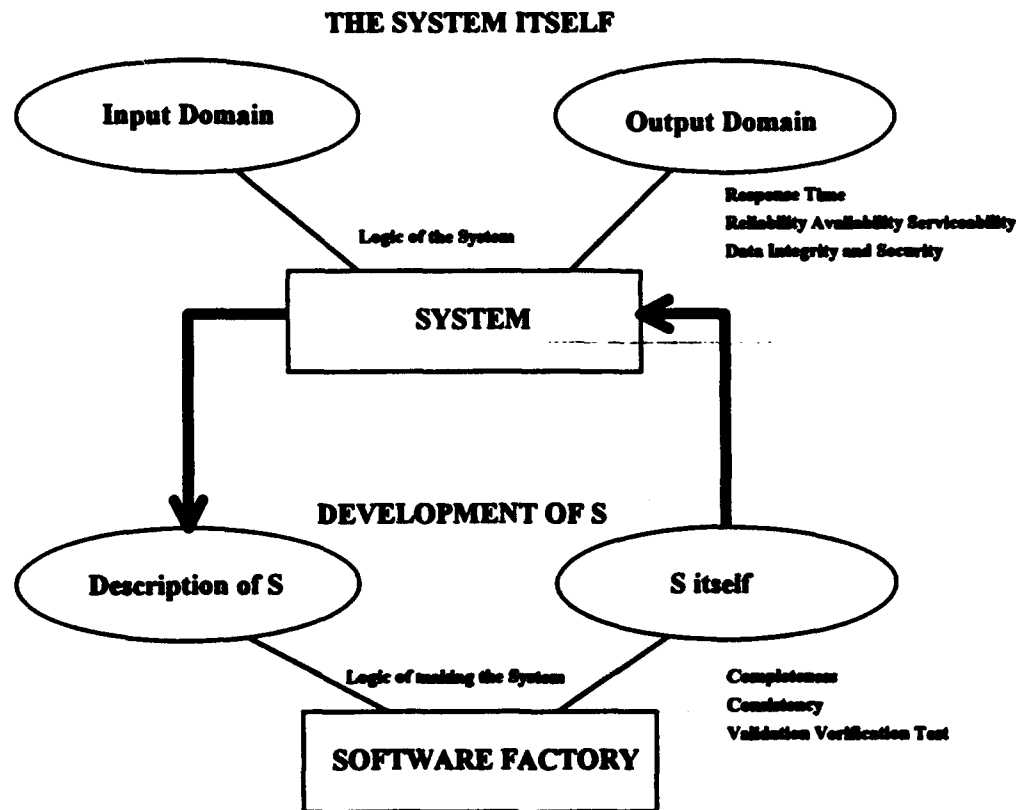 THE SYSTEM ITSELF
Input Domain
Output Domain
Response Time
Reliability Availability Serviceability
Data Integrity and Security
Logic of the System
SYSTEM
DEVELOPMENT OF S
Description of S
S itself
Logic of making the System
Completeness
Consistency
Validation Verification Test
SOFTWARE FACTORY